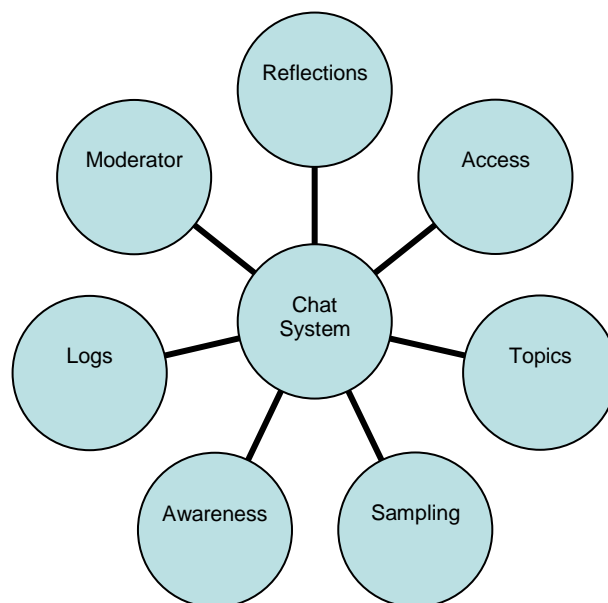 Reflections
Moderator
Access
Chat
System
Logs
Topics
Awareness
Sampling